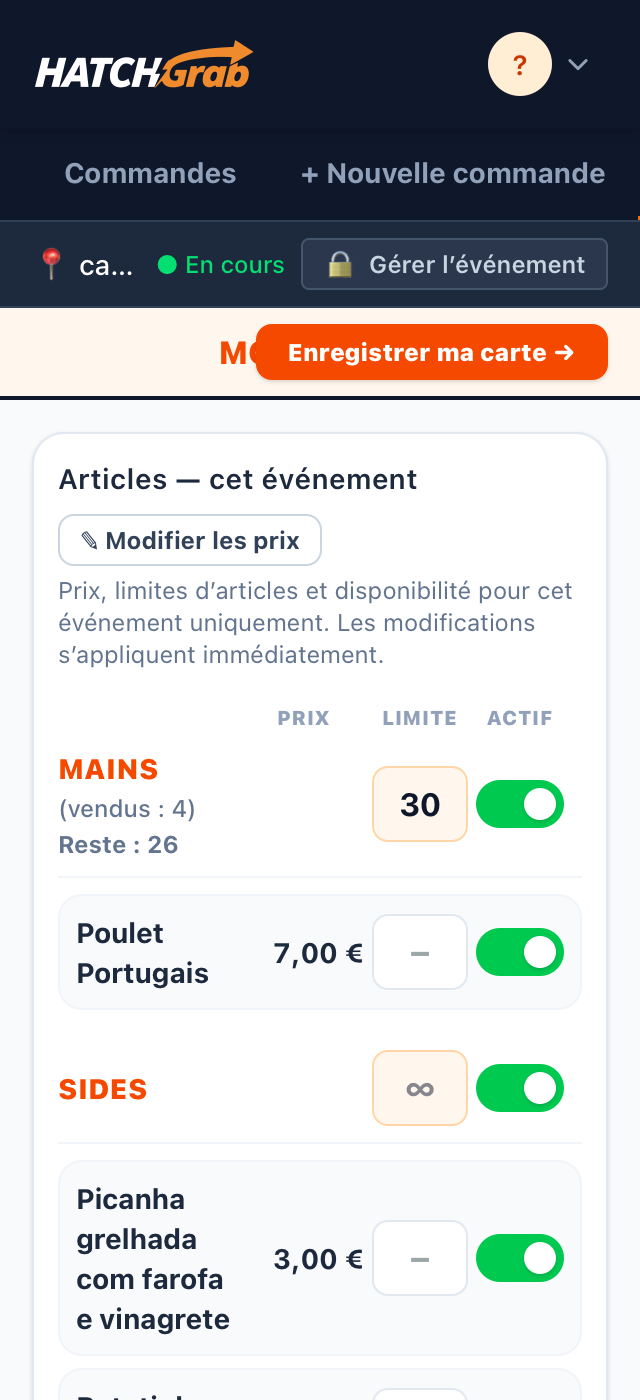 HATCHGrab
?
Commandes + Nouvelle commande
ca... En cours Gérer l’événement
Enregistrer ma carte →
Articles — cet événement
✎ Modifier les prix
Prix, limites d’articles et disponibilité pour cet
événement uniquement. Les modifications
s’appliquent immédiatement.
PRIX LIMITE ACTIF
MAINS
(vendus : 4)
Reste : 26
30
Poulet
Portugais
7,00 € –
SIDES ∞
Picanha
grelhada
com farofa
e vinagrete
3,00 € –